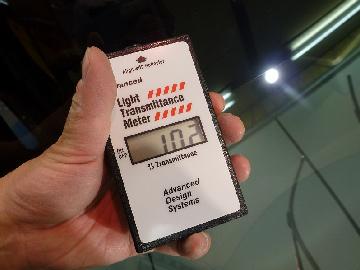 Light
Transmittance
Meter
10.2
% Transmittance
Advanced
Design
Systems